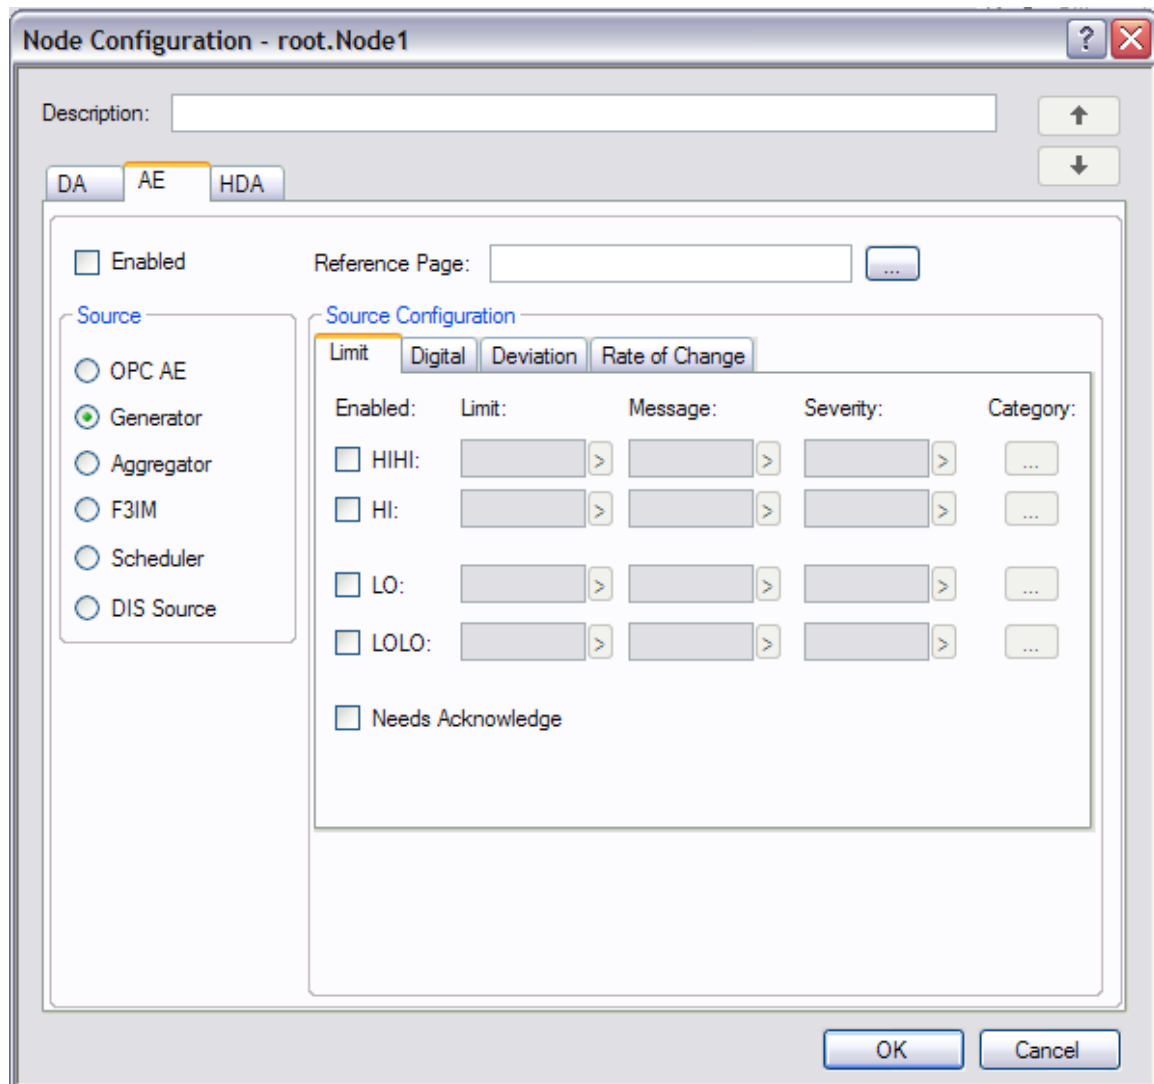 Node Configuration - root.Node1 ?
Description:
DA AE HDA
Enabled Reference Page: ...
Source
OPC AE
Generator
Aggregator
F3IM
Scheduler
DIS Source
Source Configuration
Limit Digital Deviation Rate of Change
Enabled: Limit: Message: Severity: Category:
HIHI: > > > ...
HI: > > > ...
LO: > > > ...
LOLO: > > > ...
Needs Acknowledge
OK Cancel